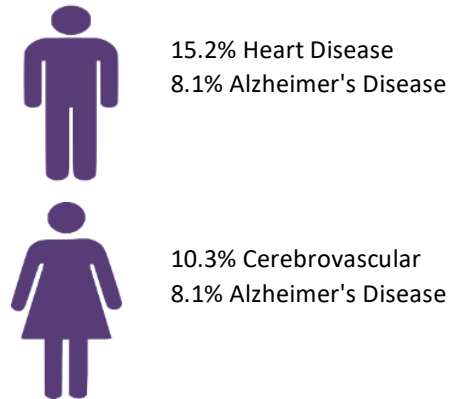 15.2% Heart Disease
8.1% Alzheimer's Disease
10.3% Cerebrovascular
8.1% Alzheimer's Disease